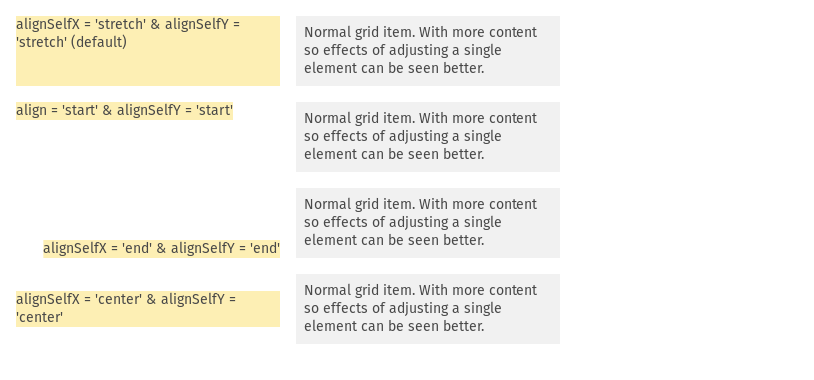 alignSelfX = 'stretch' & alignSelfY =
'stretch' (default)
Normal grid item. With more content
so effects of adjusting a single
element can be seen better.
align = 'start' & alignSelfY = 'start'
Normal grid item. With more content
so effects of adjusting a single
element can be seen better.
alignSelfX = 'end' & alignSelfY = 'end'
Normal grid item. With more content
so effects of adjusting a single
element can be seen better.
alignSelfX = 'center' & alignSelfY =
'center'
Normal grid item. With more content
so effects of adjusting a single
element can be seen better.